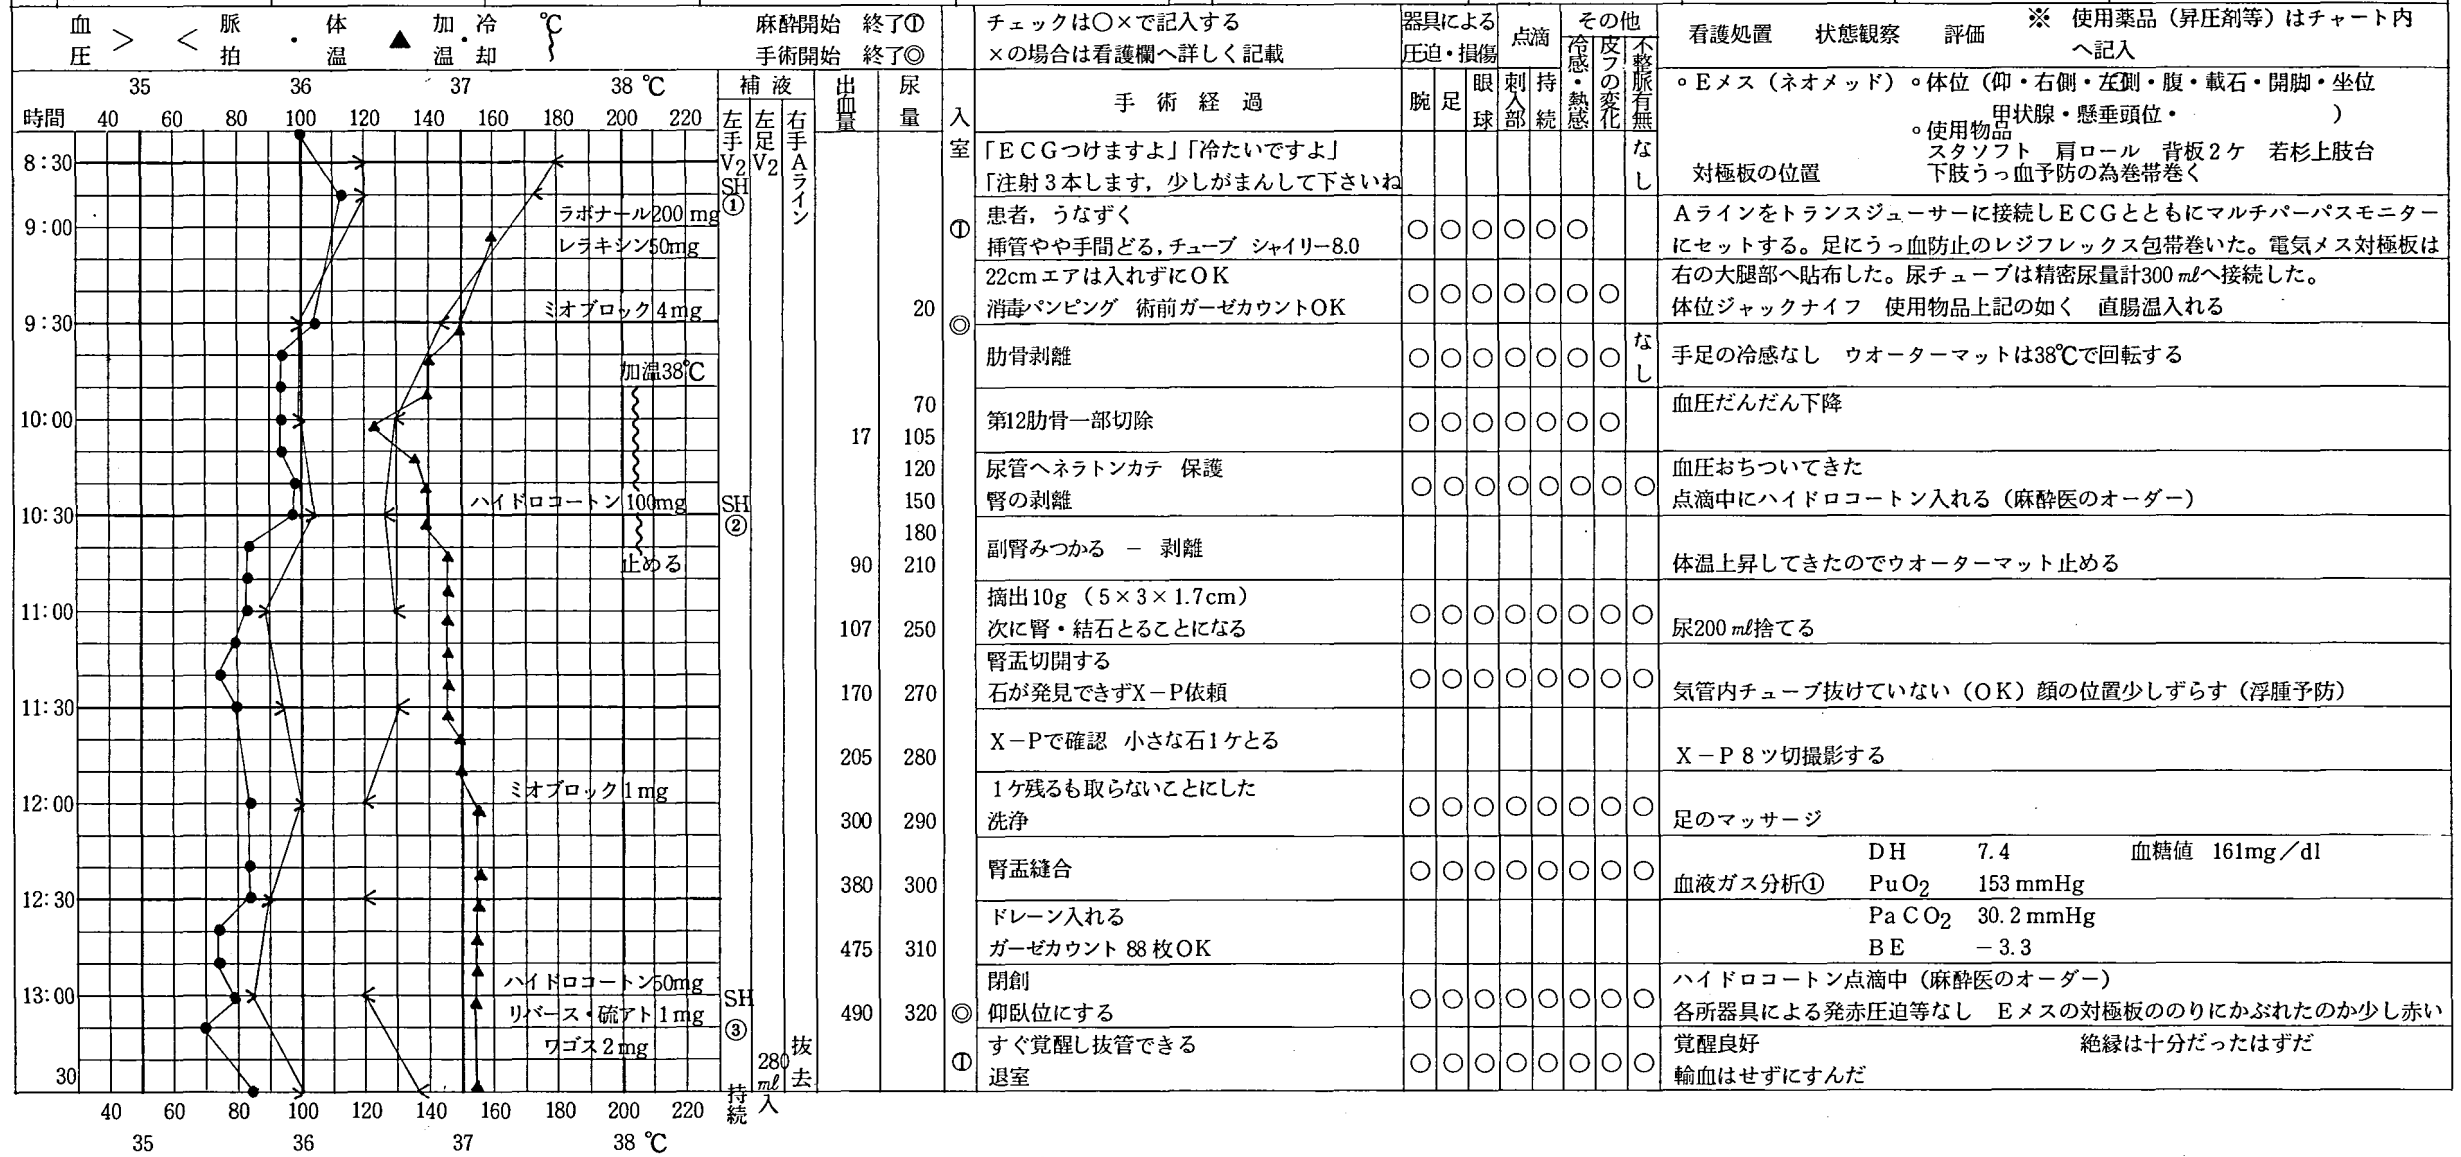 血圧 > < 脈拍 ・ 体温 ▲ 加温・冷却 ℃
麻酔開始 終了①
手術開始 終了◎
チェックは○×で記入する
×の場合は看護欄へ詳しく記載
器具による圧迫・損傷
点滴
その他
看護処置 状態観察 評価
※ 使用薬品（昇圧剤等）はチャート内へ記入
35 36 37 38 ℃
時間 40 60 80 100 120 140 160 180 200 220
補液
左手V₂
左足V₂
右手Aライン
出血量
尿量
入室
手術経過
腕
足
眼球
刺入部
持続
冷感・熱感
皮フの変化
不整脈有無
○Eメス（ネオメッド）
○体位（仰・右側・左側・腹・載石・開脚・坐位
甲状腺・懸垂頭位・ ）
○使用物品
スタソフト 肩ロール 背板2ケ 若杉上肢台
対極板の位置 下肢うっ血予防の為巻帯巻く
8:30
SH①
「ECGつけますよ」「冷たいですよ」
「注射3本します，少しがまんして下さいね
なし
9:00
ラボナール200mg
レラキシン50mg
①
患者，うなずく
挿管やや手間どる，チューブ シャイリー8.0
○ ○ ○ ○ ○ ○
Aラインをトランスジューサーに接続しECGとともにマルチパーパスモニター
にセットする。足にうっ血防止のレジフレックス包帯巻いた。電気メス対極板は
9:30
ミオブロック4mg
20
◎
22cmエアは入れずにOK
消毒パンピング 術前ガーゼカウントOK
○ ○ ○ ○ ○ ○ ○
右の大腿部へ貼布した。尿チューブは精密尿量計300mlへ接続した。
体位ジャックナイフ 使用物品上記の如く 直腸温入れる
加温38℃
肋骨剥離
○ ○ ○ ○ ○ ○ ○ なし
手足の冷感なし ウオーターマットは38℃で回転する
10:00
70
17 105
第12肋骨一部切除
○ ○ ○ ○ ○ ○ ○
血圧だんだん下降
10:30
ハイドロコートン100mg
SH②
120
150
尿管へネラトンカテ 保護
腎の剥離
○ ○ ○ ○ ○ ○ ○ ○
血圧おちついてきた
点滴中にハイドロコートン入れる（麻酔医のオーダー）
止める
180
90 210
副腎みつかる － 剥離
体温上昇してきたのでウオーターマット止める
11:00
107 250
摘出10g（5×3×1.7cm）
次に腎・結石とることになる
○ ○ ○ ○ ○ ○ ○ ○
尿200ml捨てる
11:30
170 270
腎盂切開する
石が発見できずX－P依頼
○ ○ ○ ○ ○ ○ ○ ○
気管内チューブ抜けていない（OK）顔の位置少しずらす（浮腫予防）
205 280
X－Pで確認 小さな石1ケとる
X－P8ツ切撮影する
12:00
ミオブロック1mg
300 290
1ケ残るも取らないことにした
洗浄
○ ○ ○ ○ ○ ○ ○ ○
足のマッサージ
12:30
380 300
腎盂縫合
○ ○ ○ ○ ○ ○ ○ ○
血液ガス分析①
DH 7.4 血糖値 161mg/dl
PuO₂ 153mmHg
PaCO₂ 30.2mmHg
BE －3.3
475 310
ドレーン入れる
ガーゼカウント88枚OK
13:00
ハイドロコートン50mg
リバース・硫アト1mg
SH③
490 320
◎
閉創
仰臥位にする
○ ○ ○ ○ ○ ○ ○ ○
ハイドロコートン点滴中（麻酔医のオーダー）
各所器具による発赤圧迫等なし Eメスの対極板ののりにかぶれたのか少し赤い
30
ワゴス2mg
持続
280ml入
抜去
①
すぐ覚醒し抜管できる
退室
○ ○ ○ ○ ○ ○ ○ ○
覚醒良好 絶縁は十分だったはずだ
輸血はせずにすんだ
40 60 80 100 120 140 160 180 200 220
35 36 37 38 ℃